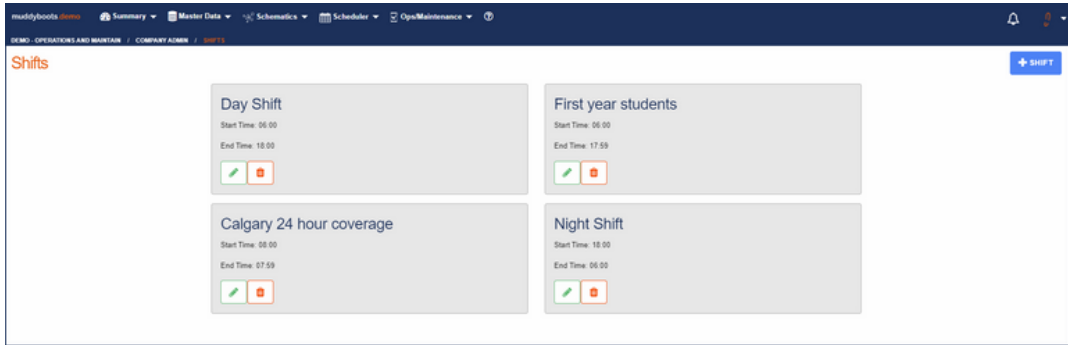 muddyboots.demo Summary Master Data Schematics Scheduler Ops/Maintenance
DEMO - OPERATIONS AND MAINTAIN / COMPANY ADMIN / SHIFTS
Shifts
+ SHIFT
Day Shift
Start Time: 06:00
End Time: 18:00
First year students
Start Time: 06:00
End Time: 17:59
Calgary 24 hour coverage
Start Time: 08:00
End Time: 07:59
Night Shift
Start Time: 18:00
End Time: 06:00